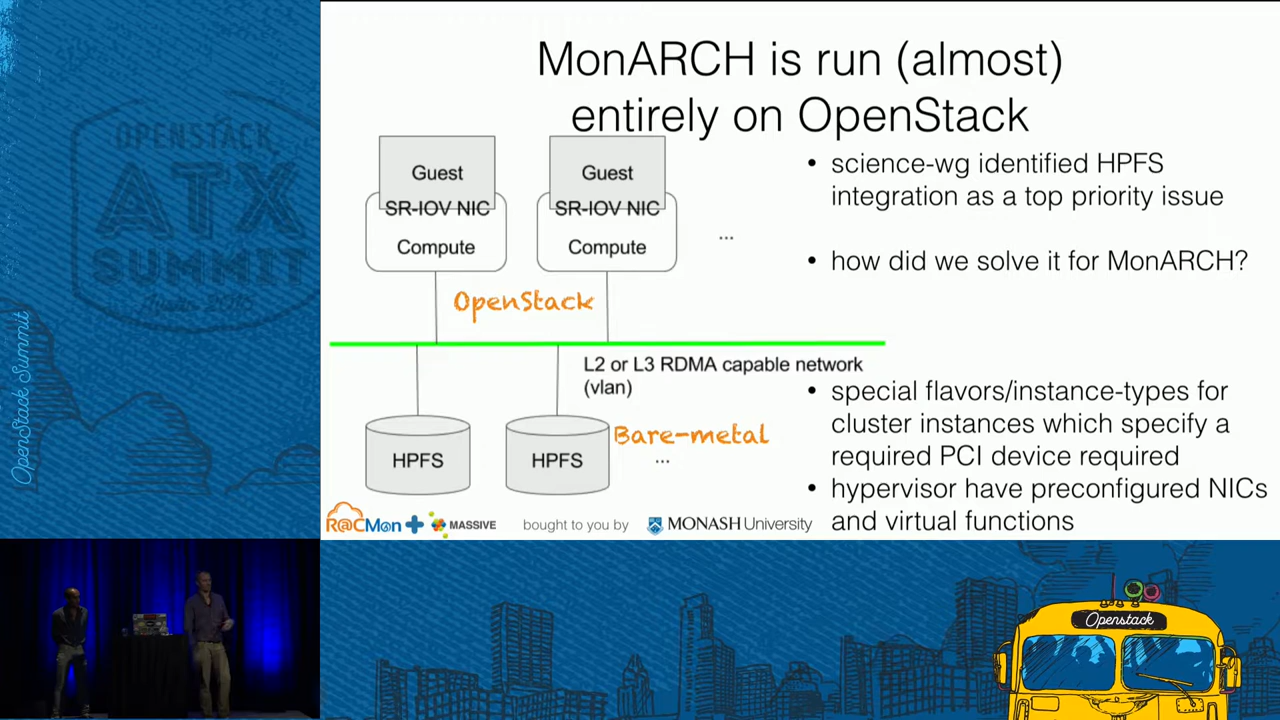 MonARCH is run (almost)
entirely on OpenStack
Guest
Guest
SR-IOV NIC
SR-IOV NIC
Compute
Compute
...
OpenStack
L2 or L3 RDMA capable network
(vlan)
HPFS
HPFS
Bare-metal
...
• science-wg identified HPFS
integration as a top priority issue
• how did we solve it for MonARCH?
• special flavors/instance-types for
cluster instances which specify a
required PCI device required
• hypervisor have preconfigured NICs
and virtual functions
R@CMon
MASSIVE
bought to you by
MONASH University
OPENSTACK
ATX
SUMMIT
OpenStack Summit
Openstack